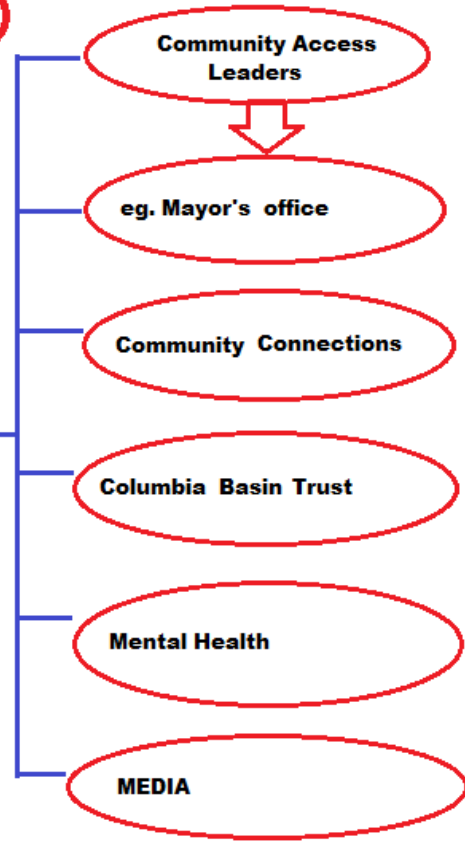 Community Access
Leaders
eg. Mayor's office
Community Connections
Columbia Basin Trust
Mental Health
MEDIA